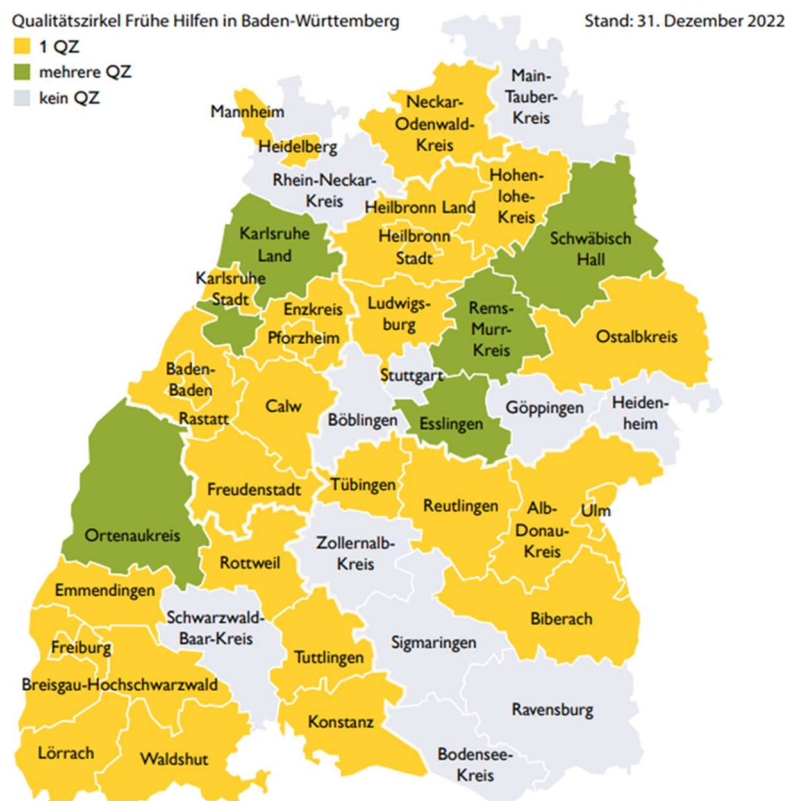 Qualitätszirkel Frühe Hilfen in Baden-Württemberg
Stand: 31. Dezember 2022
1 QZ
mehrere QZ
kein QZ
Main-
Tauber-
Kreis
Neckar-
Odenwald-
Kreis
Mannheim
Heidelberg
Rhein-Neckar-
Kreis
Hohen-
lohe-
Kreis
Heilbronn Land
Heilbronn
Stadt
Karlsruhe
Land
Schwäbisch
Hall
Karlsruhe
Stadt
Enzkreis
Pforzheim
Ludwigs-
burg
Rems-
Murr-
Kreis
Ostalbkreis
Baden-
Baden
Rastatt
Calw
Stuttgart
Böblingen
Esslingen
Göppingen
Heiden-
heim
Freudenstadt
Tübingen
Reutlingen
Alb-
Donau-
Kreis
Ulm
Ortenaukreis
Zollernalb-
Kreis
Rottweil
Emmendingen
Schwarzwald-
Baar-Kreis
Biberach
Sigmaringen
Freiburg
Tuttlingen
Breisgau-Hochschwarzwald
Ravensburg
Konstanz
Lörrach
Waldshut
Bodensee-
Kreis